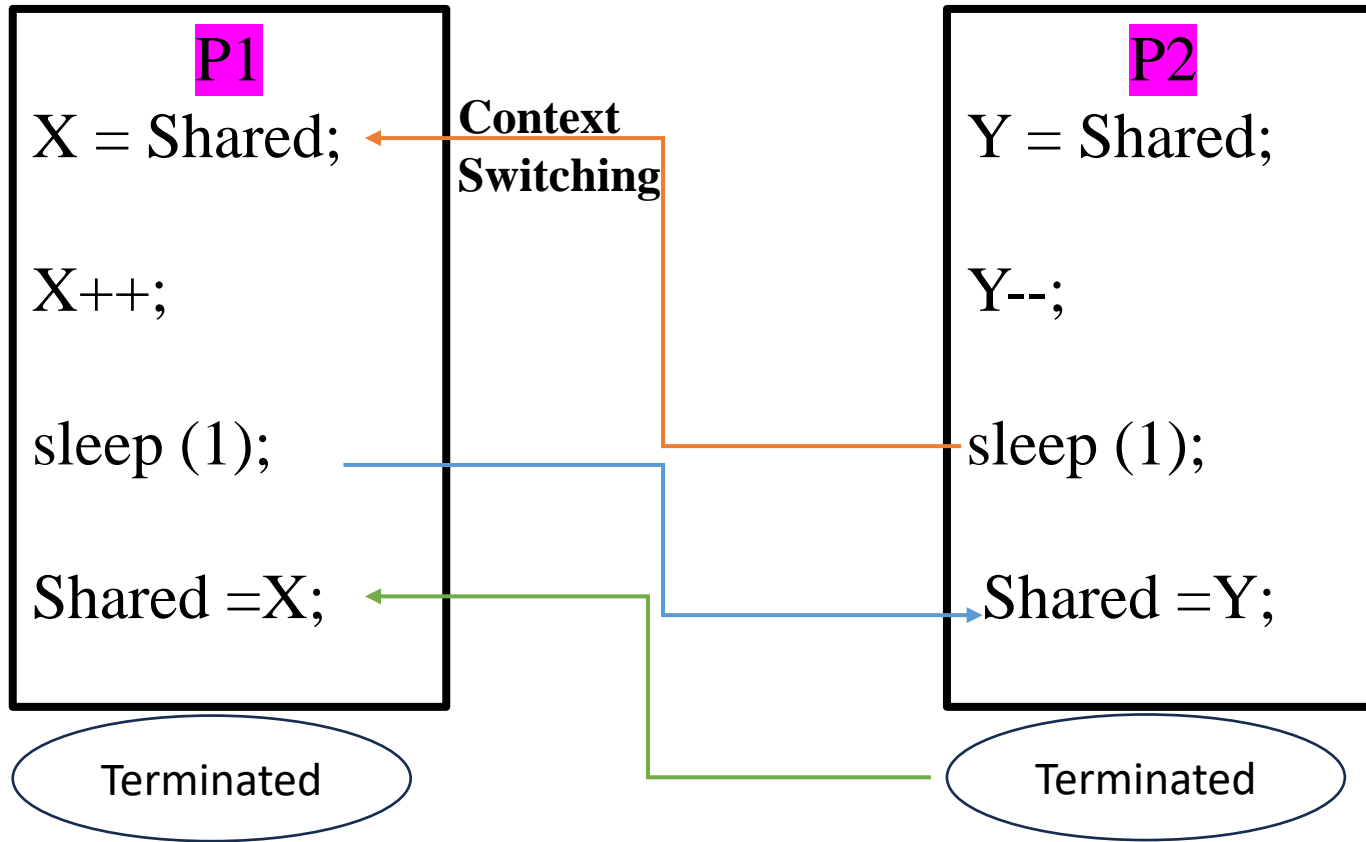 P1
X = Shared;
X++;
sleep (1);
Shared =X;
Terminated
Context
Switching
P2
Y = Shared;
Y--;
sleep (1);
Shared =Y;
Terminated